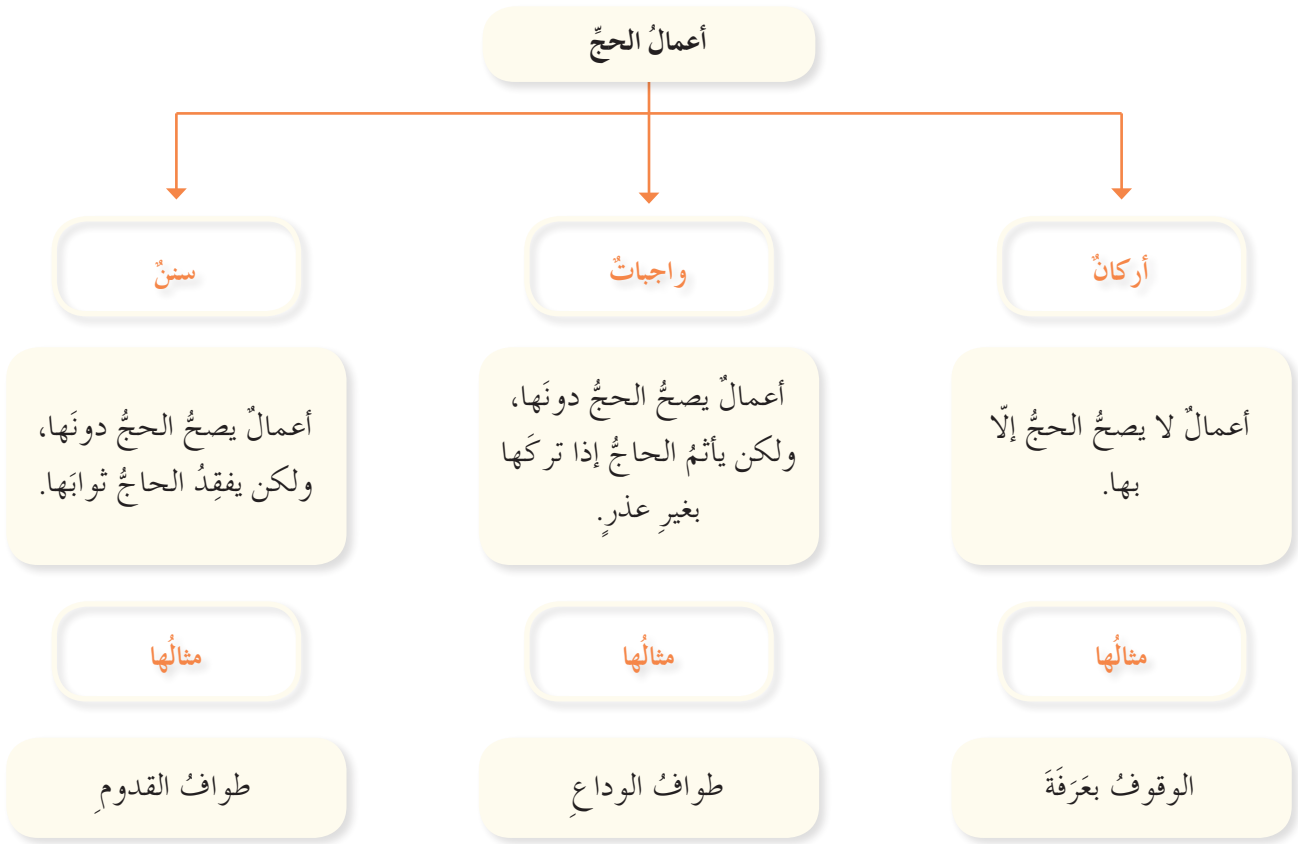 أعمالُ الحجِّ
أركانٌ
واجباتٌ
سننٌ
أعمالٌ لا يصحُّ الحجُّ إلّا
بها.
أعمالٌ يصحُّ الحجُّ دونَها،
ولكن يأثمُ الحاجُّ إذا تركَها
بغيرِ عذرٍ.
أعمالٌ يصحُّ الحجُّ دونَها،
ولكن يفقِدُ الحاجُّ ثوابَها.
مثالُها
مثالُها
مثالُها
الوقوفُ بعَرَفَةَ
طوافُ الوداعِ
طوافُ القدومِ